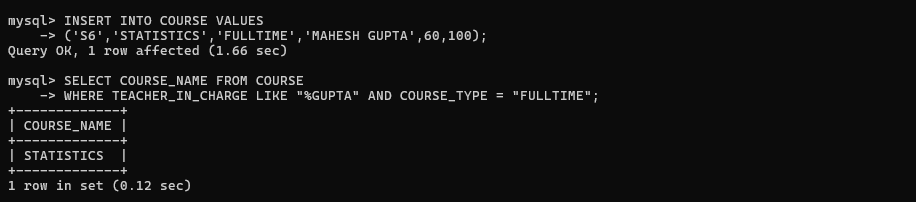 mysql> INSERT INTO COURSE VALUES
    -> ('S6','STATISTICS','FULLTIME','MAHESH GUPTA',60,100);
Query OK, 1 row affected (1.66 sec)

mysql> SELECT COURSE_NAME FROM COURSE
    -> WHERE TEACHER_IN_CHARGE LIKE "%GUPTA" AND COURSE_TYPE = "FULLTIME";
+-------------+
| COURSE_NAME |
+-------------+
| STATISTICS  |
+-------------+
1 row in set (0.12 sec)